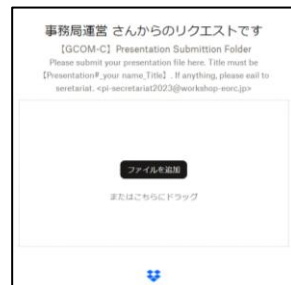 事務局運営 さんからのリクエストです
【GCOM-C】Presentation Submittion Folder
Please submit your presentation file here. Title must be
【Presentation#_your name_Title】. If anything, please eail to
seretariat. <pi-secretariat2023@workshop-eorc.jp>
ファイルを追加
またはこちらにドラッグ